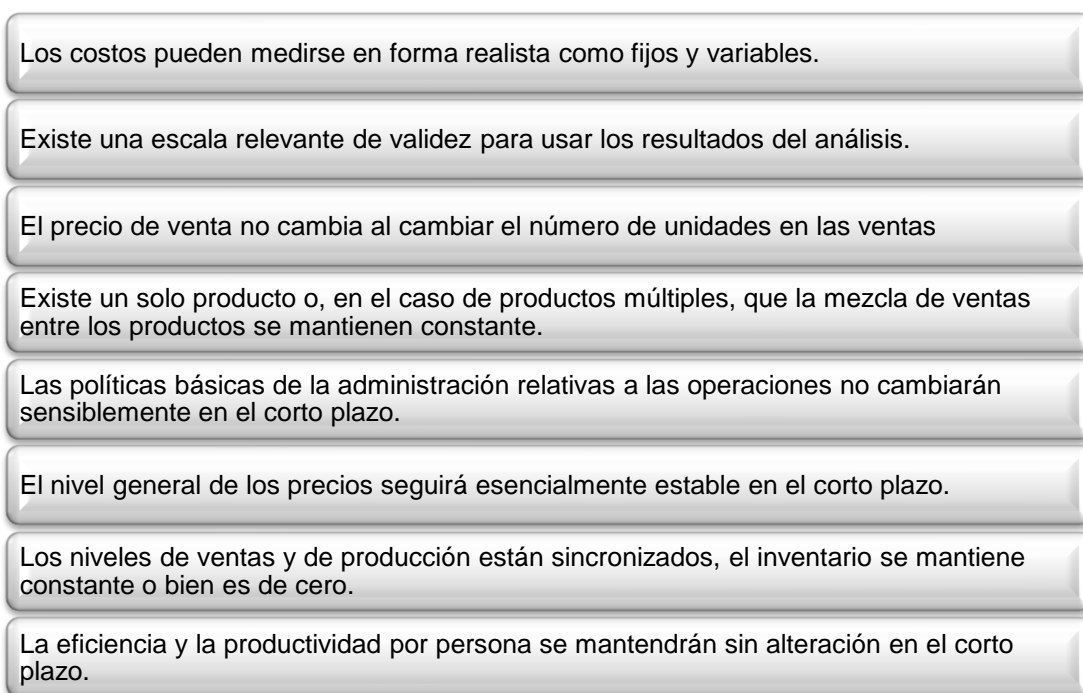 Los costos pueden medirse en forma realista como fijos y variables.
Existe una escala relevante de validez para usar los resultados del análisis.
El precio de venta no cambia al cambiar el número de unidades en las ventas
Existe un solo producto o, en el caso de productos múltiples, que la mezcla de ventas
entre los productos se mantienen constante.
Las políticas básicas de la administración relativas a las operaciones no cambiarán
sensiblemente en el corto plazo.
El nivel general de los precios seguirá esencialmente estable en el corto plazo.
Los niveles de ventas y de producción están sincronizados, el inventario se mantiene
constante o bien es de cero.
La eficiencia y la productividad por persona se mantendrán sin alteración en el corto
plazo.